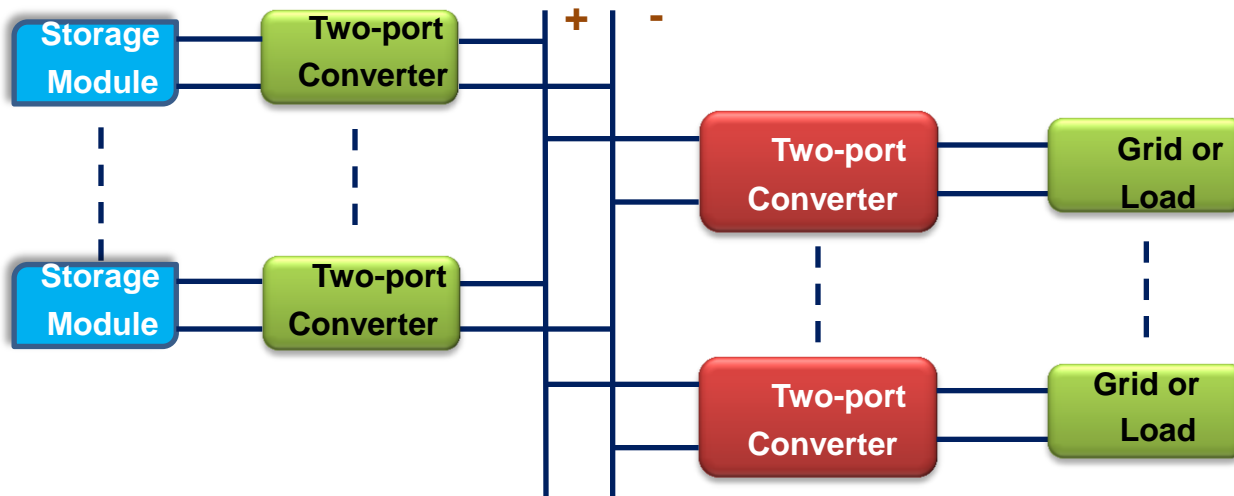 Storage
Module
Two-port
Converter
+ -
Two-port
Converter
Grid or
Load
Storage
Module
Two-port
Converter
Two-port
Converter
Grid or
Load